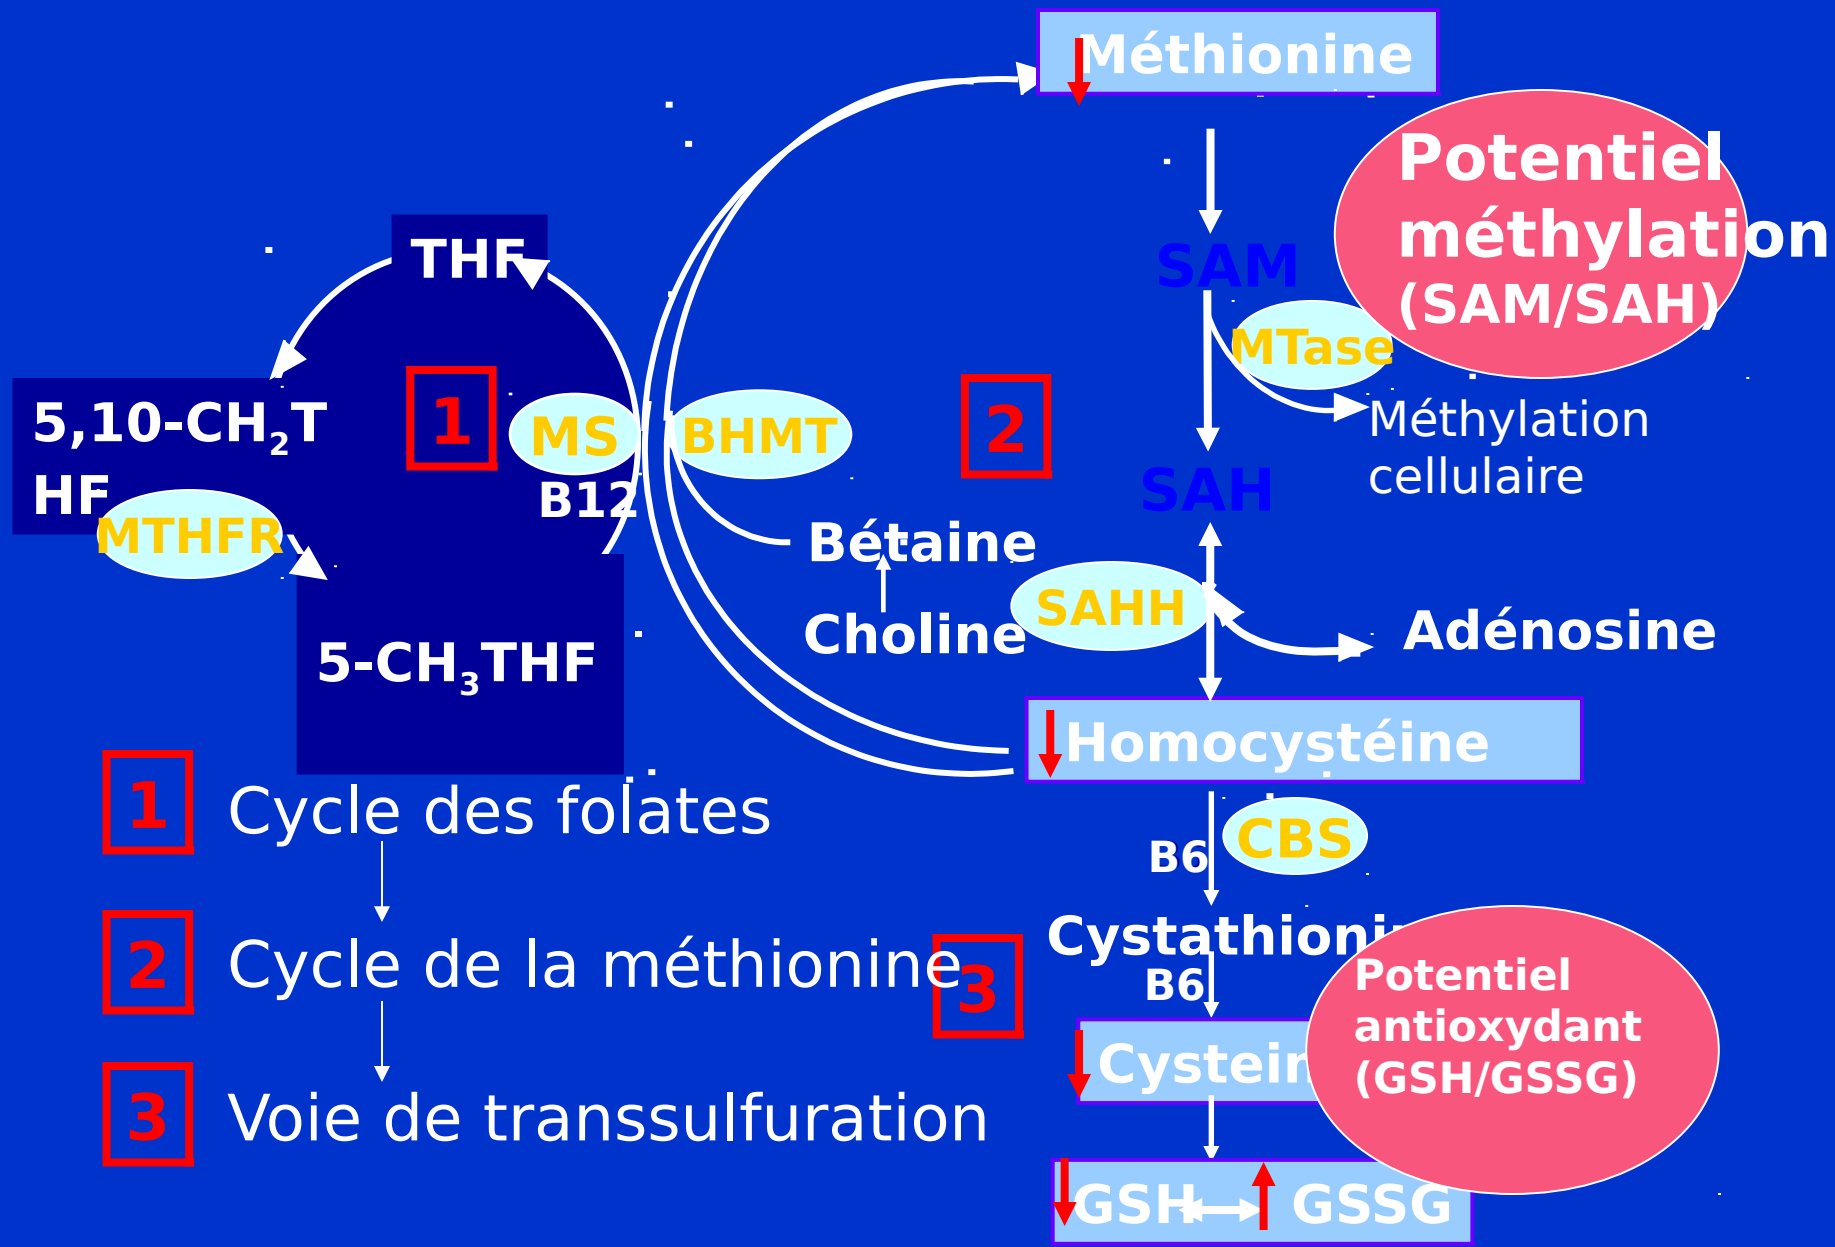 Méthionine
Potentiel
méthylation
(SAM/SAH)
THF
SAM
MTase
5,10-CH₂T
HF
1
MS
BHMT
2
Méthylation
cellulaire
B12
SAH
MTHFR
Bétaine
SAHH
Choline
Adénosine
5-CH₃THF
Homocystéine
1
Cycle des folates
B6
CBS
2
Cycle de la méthionine
3
Cystathioni
B6
Potentiel
antioxydant
(GSH/GSSG)
Cystein
3
Voie de transsulfuration
GSH
GSSG